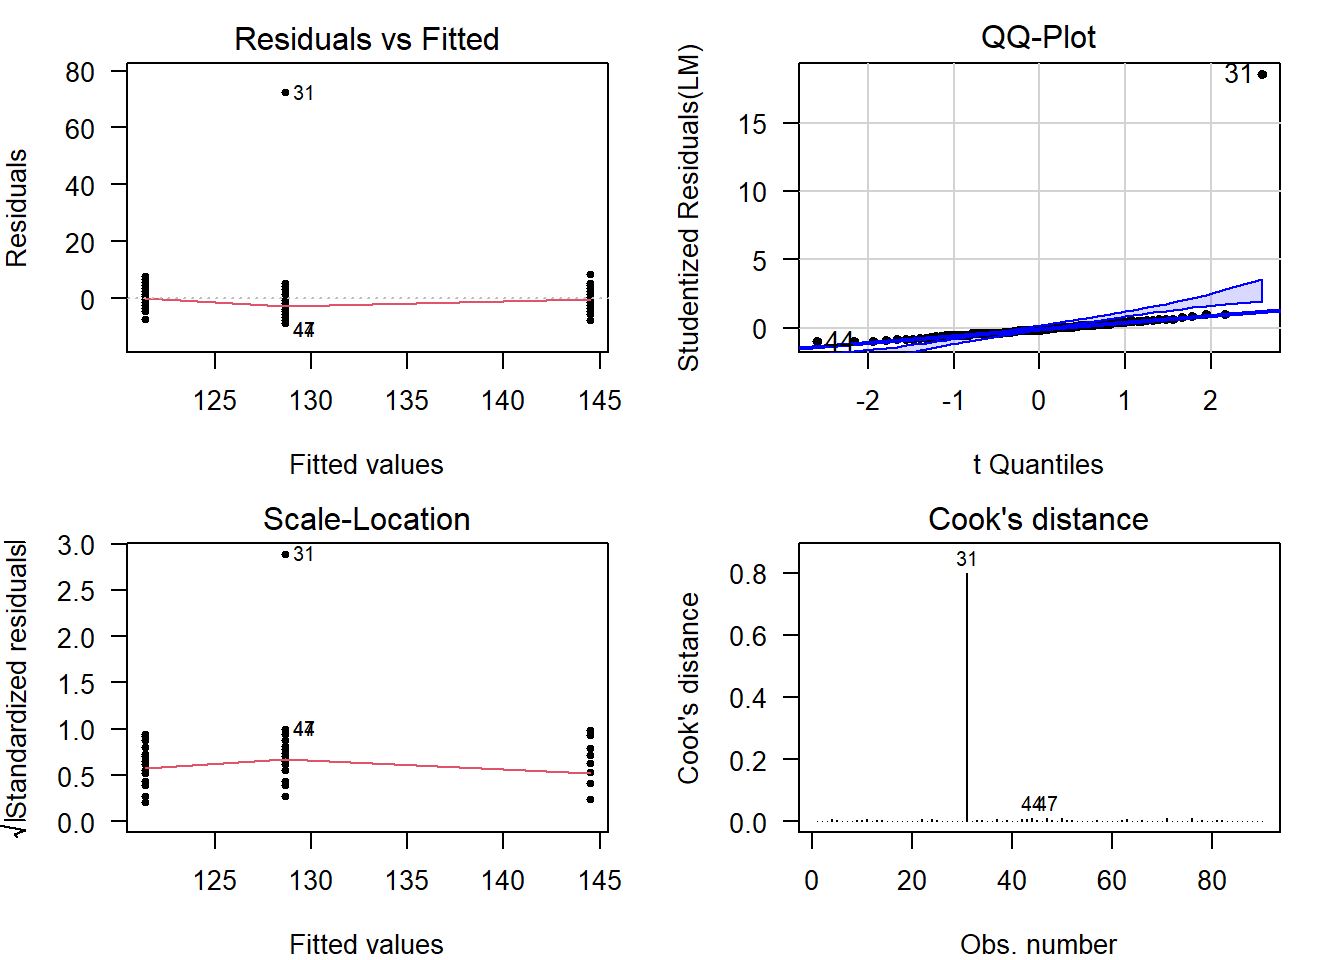 Residuals vs Fitted
Residuals
80
60
40
20
0
31
47
44
125 130 135 140 145
Fitted values
QQ-Plot
Studentized Residuals(LM)
15
10
5
0
31
44
-2 -1 0 1 2
t Quantiles
Scale-Location
√|Standardized residuals|
3.0
2.5
2.0
1.5
1.0
0.5
0.0
31
47
44
125 130 135 140 145
Fitted values
Cook's distance
Cook's distance
0.8
0.6
0.4
0.2
0.0
31
44
47
0 20 40 60 80
Obs. number